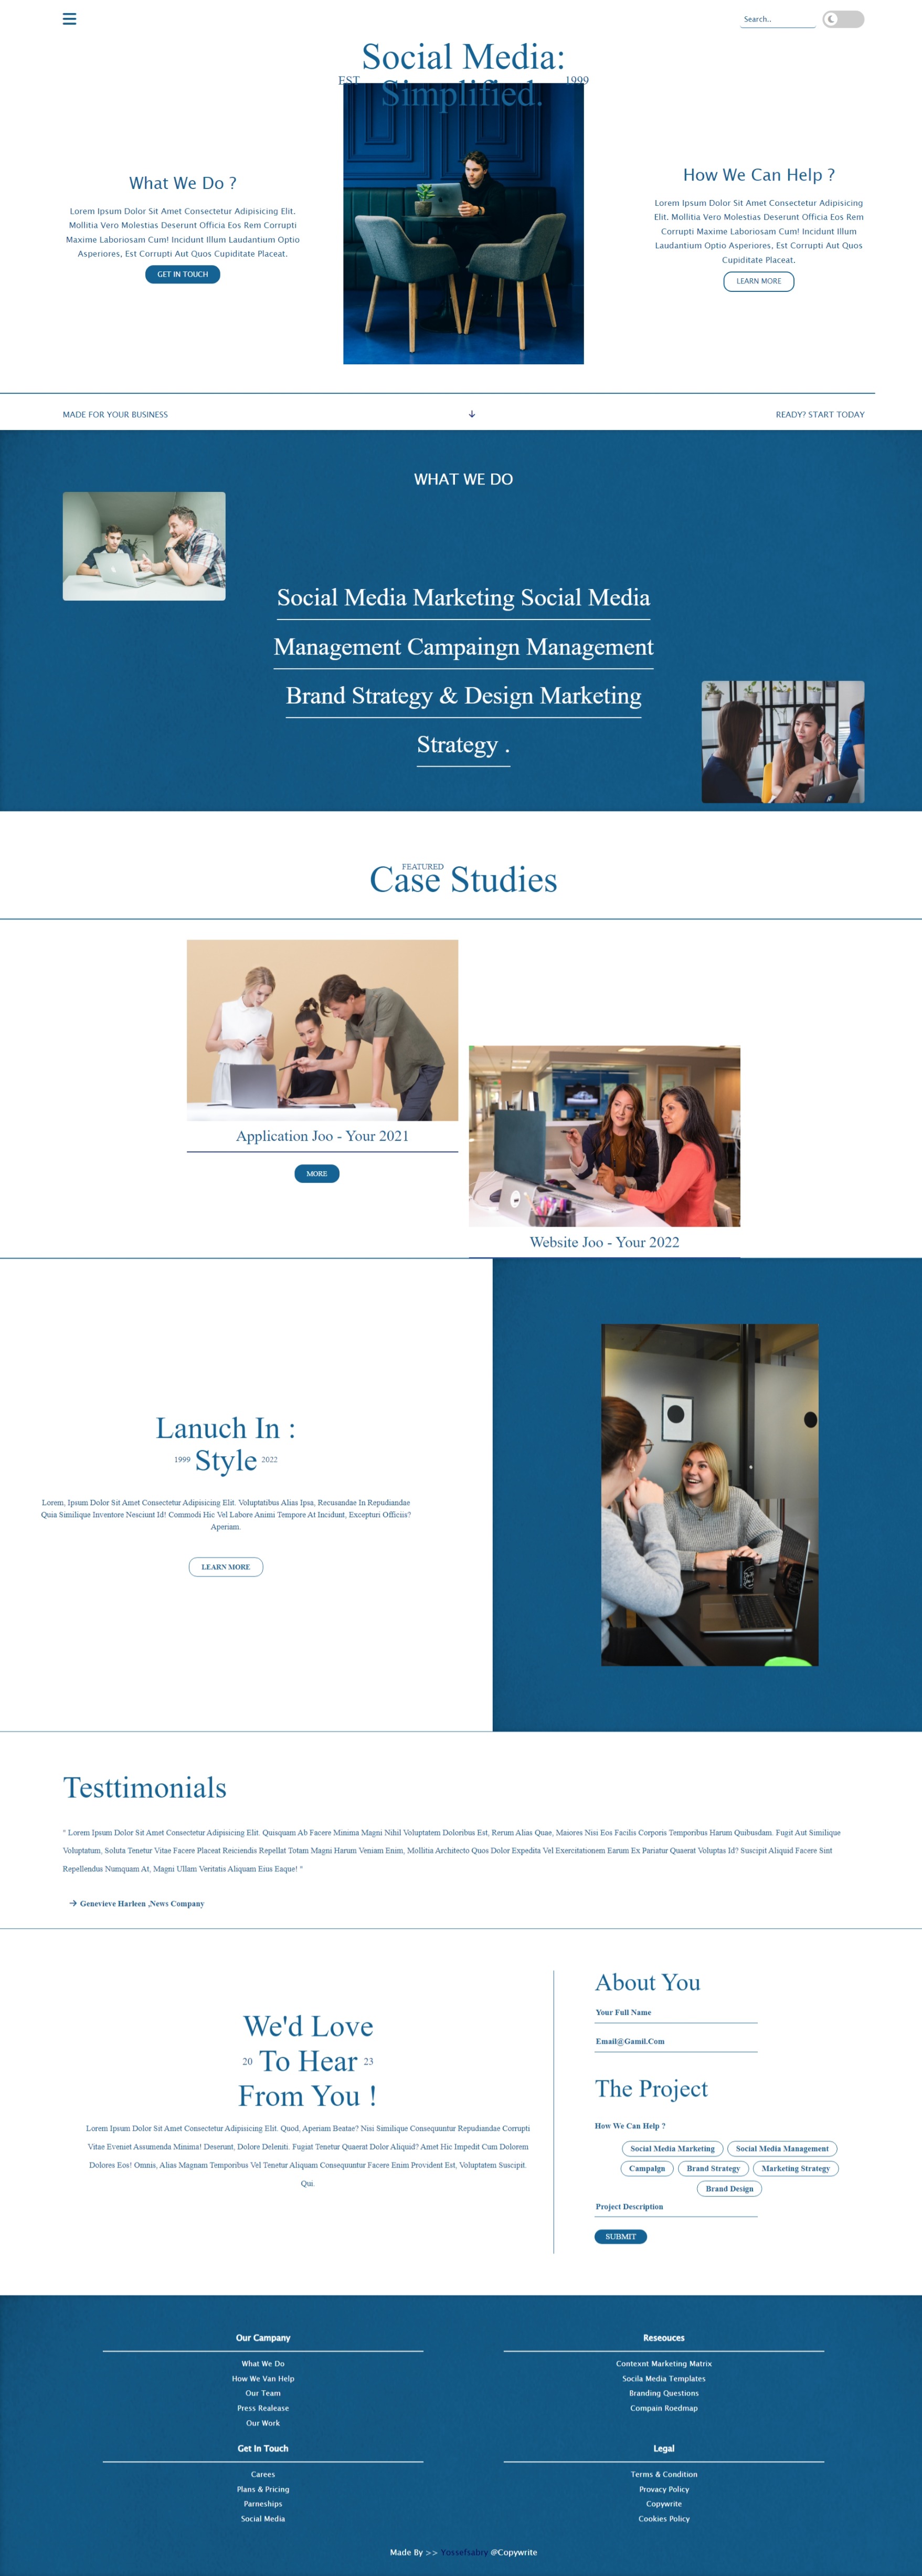 Search..
Social Media:
EST
Simplified.
1999
What We Do ?
Lorem Ipsum Dolor Sit Amet Consectetur Adipisicing Elit.
Mollitia Vero Molestias Deserunt Officia Eos Rem Corrupti
Maxime Laboriosam Cum! Incidunt Illum Laudantium Optio
Asperiores, Est Corrupti Aut Quos Cupiditate Placeat.
GET IN TOUCH
How We Can Help ?
Lorem Ipsum Dolor Sit Amet Consectetur Adipisicing
Elit. Mollitia Vero Molestias Deserunt Officia Eos Rem
Corrupti Maxime Laboriosam Cum! Incidunt Illum
Laudantium Optio Asperiores, Est Corrupti Aut Quos
Cupiditate Placeat.
LEARN MORE
MADE FOR YOUR BUSINESS
READY? START TODAY
WHAT WE DO
Social Media Marketing Social Media
Management Campaingn Management
Brand Strategy & Design Marketing
Strategy .
FEATURED
Case Studies
Application Joo - Your 2021
MORE
Website Joo - Your 2022
Lanuch In :
1999 Style 2022
Lorem, Ipsum Dolor Sit Amet Consectetur Adipisicing Elit. Voluptatibus Alias Ipsa, Recusandae In Repudiandae
Quia Similique Inventore Nesciunt Id! Commodi Hic Vel Labore Animi Tempore At Incidunt, Excepturi Officiis?
Aperiam.
LEARN MORE
Testtimonials
" Lorem Ipsum Dolor Sit Amet Consectetur Adipisicing Elit. Quisquam Ab Facere Minima Magni Nihil Voluptatem Doloribus Est, Rerum Alias Quae, Maiores Nisi Eos Facilis Corporis Temporibus Harum Quibusdam. Fugit Aut Similique
Voluptatum, Soluta Tenetur Vitae Facere Placeat Reiciendis Repellat Totam Magni Harum Veniam Enim, Mollitia Architecto Quos Dolor Expedita Vel Exercitationem Earum Ex Pariatur Quaerat Voluptas Id? Suscipit Aliquid Facere Sint
Repellendus Numquam At, Magni Ullam Veritatis Aliquam Eius Eaque! "
Genevieve Harleen ,News Company
We'd Love
20 To Hear 23
From You !
Lorem Ipsum Dolor Sit Amet Consectetur Adipisicing Elit. Quod, Aperiam Beatae? Nisi Similique Consequuntur Repudiandae Corrupti
Vitae Eveniet Assumenda Minima! Deserunt, Dolore Deleniti. Fugiat Tenetur Quaerat Dolor Aliquid? Amet Hic Impedit Cum Dolorem
Dolores Eos! Omnis, Alias Magnam Temporibus Vel Tenetur Aliquam Consequuntur Facere Enim Provident Est, Voluptatem Suscipit.
Qui.
About You
Your Full Name
Email@Gamil.Com
The Project
How We Can Help ?
Social Media Marketing
Social Media Management
Campalgn
Brand Strategy
Marketing Strategy
Brand Design
Project Description
SUBMIT
Our Campany
What We Do
How We Van Help
Our Team
Press Realease
Our Work
Reseouces
Contexnt Marketing Matrix
Socila Media Templates
Branding Questions
Compain Roedmap
Get In Touch
Carees
Plans & Pricing
Parneships
Social Media
Legal
Terms & Condition
Provacy Policy
Copywrite
Cookies Policy
Made By >> Yossefsabry @Copywrite